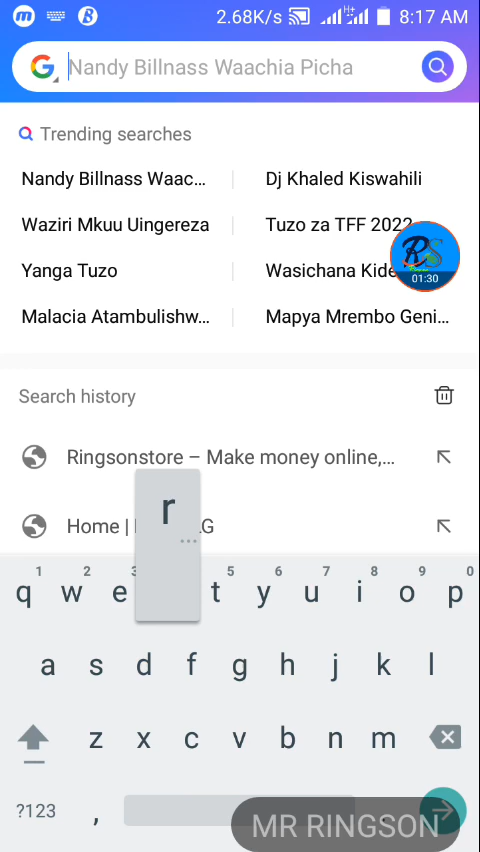 2.68K/s H+ 8:17 AM
Nandy Billnass Waachia Picha
Trending searches
Nandy Billnass Waac...
Dj Khaled Kiswahili
Waziri Mkuu Uingereza
Tuzo za TFF 2022
Yanga Tuzo
Wasichana Kide
01:30
Malacia Atambulishw...
Mapya Mrembo Geni...
Search history
Ringsonstore – Make money online,...
Home |
r
q w e t y u i o p
1 2 3 5 6 7 8 9 0
a s d f g h j k l
z x c v b n m
?123 ,
MR RINGSON